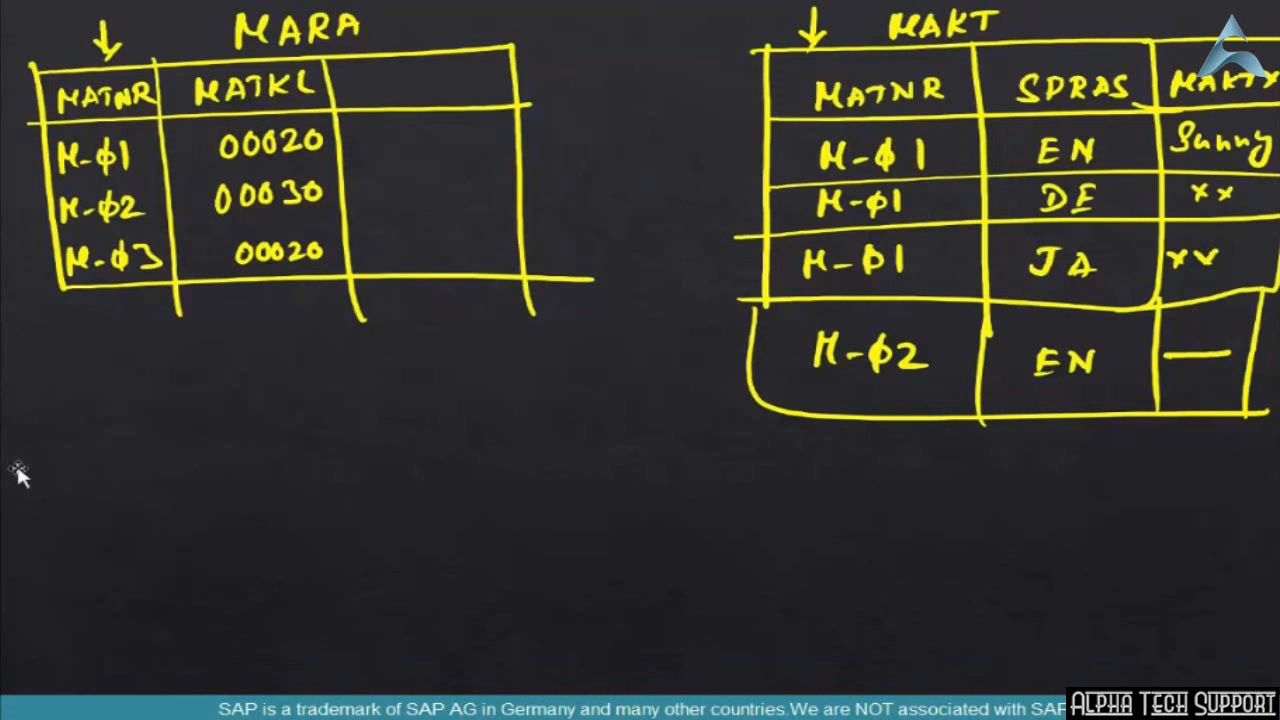 MARA
MATNR MATKL
M-φ1 00020
M-φ2 00030
M-φ3 00020
MAKT
MATNR SPRAS MAKTX
M-φ1 EN Sunny
M-φ1 DE xx
M-φ1 JA xx
M-φ2 EN —
SAP is a trademark of SAP AG in Germany and many other countries.We are NOT associated with SAP
ALPHA TECH SUPPORT